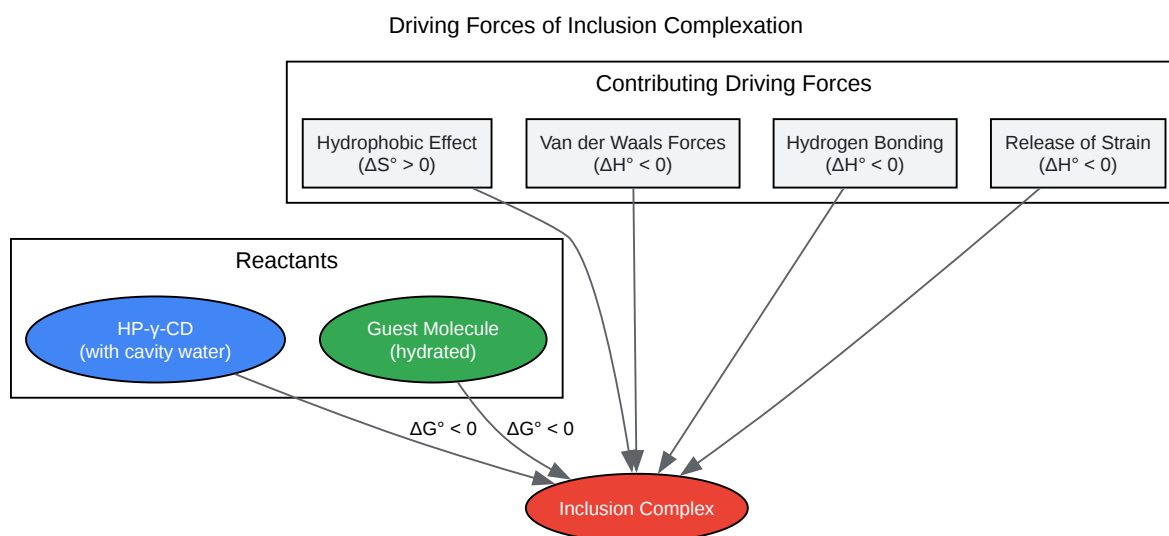 Driving Forces of Inclusion Complexation
Contributing Driving Forces
Hydrophobic Effect
(ΔS° > 0)
Van der Waals Forces
(ΔH° < 0)
Hydrogen Bonding
(ΔH° < 0)
Release of Strain
(ΔH° < 0)
Reactants
HP-γ-CD
(with cavity water)
Guest Molecule
(hydrated)
ΔG° < 0
ΔG° < 0
Inclusion Complex